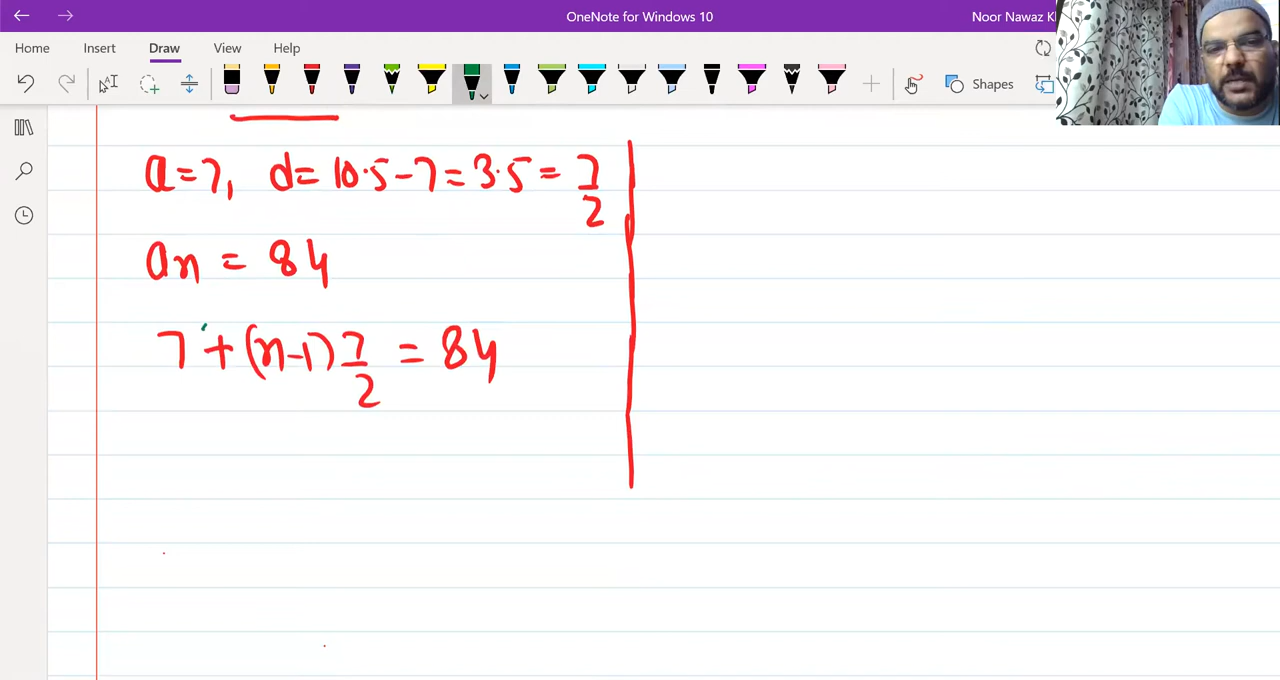 OneNote for Windows 10
Noor Nawaz K
Home Insert Draw View Help
Shapes
a=7, d= 10.5-7=3.5= 7/2
an = 84
7+(n-1)7/2 = 84